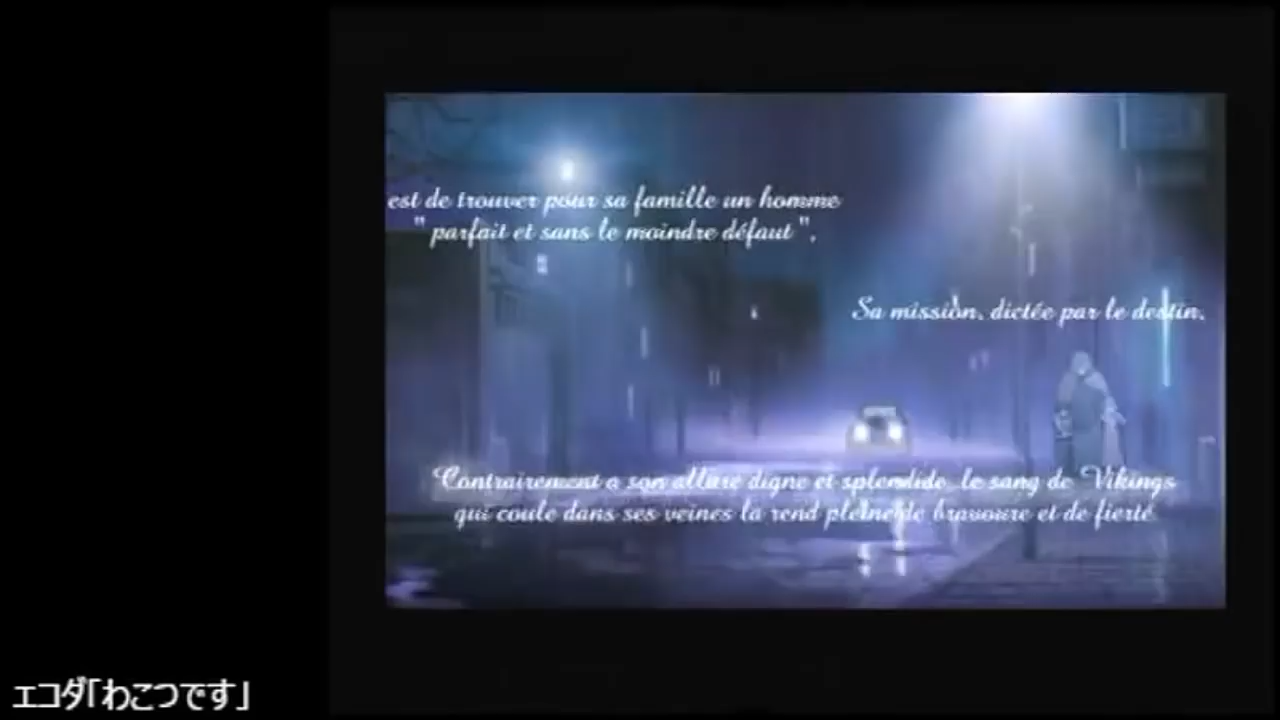 est de trouver pour sa famille un homme
" parfait et sans le moindre défaut ".
Sa mission, dictée par le destin,
Contrairement a son allure digne et splendide, le sang de Vikings
qui coule dans ses veines la rend pleine de bravoure et de fierté
エコダ｢わこつです｣